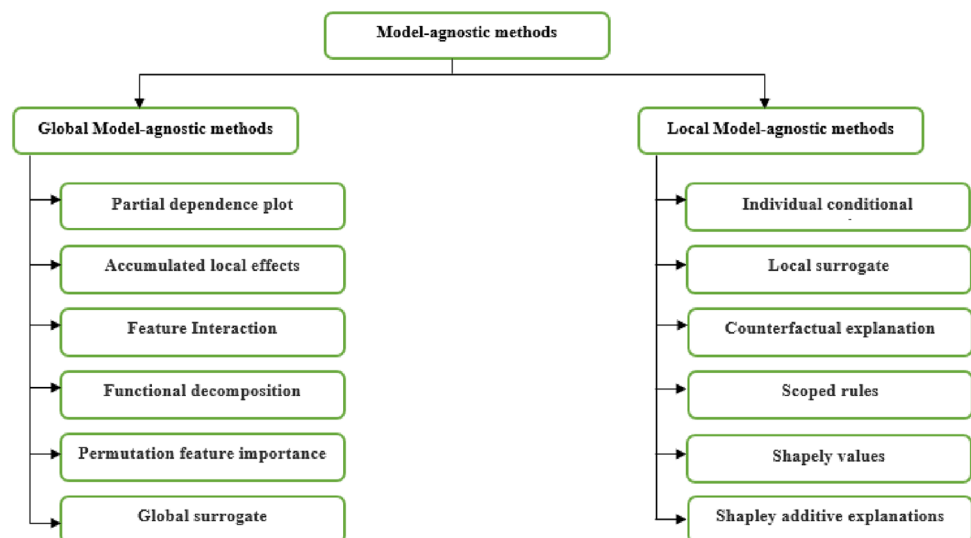 Model-agnostic methods
Global Model-agnostic methods
Partial dependence plot
Accumulated local effects
Feature Interaction
Functional decomposition
Permutation feature importance
Global surrogate
Local Model-agnostic methods
Individual conditional
Local surrogate
Counterfactual explanation
Scoped rules
Shapely values
Shapley additive explanations